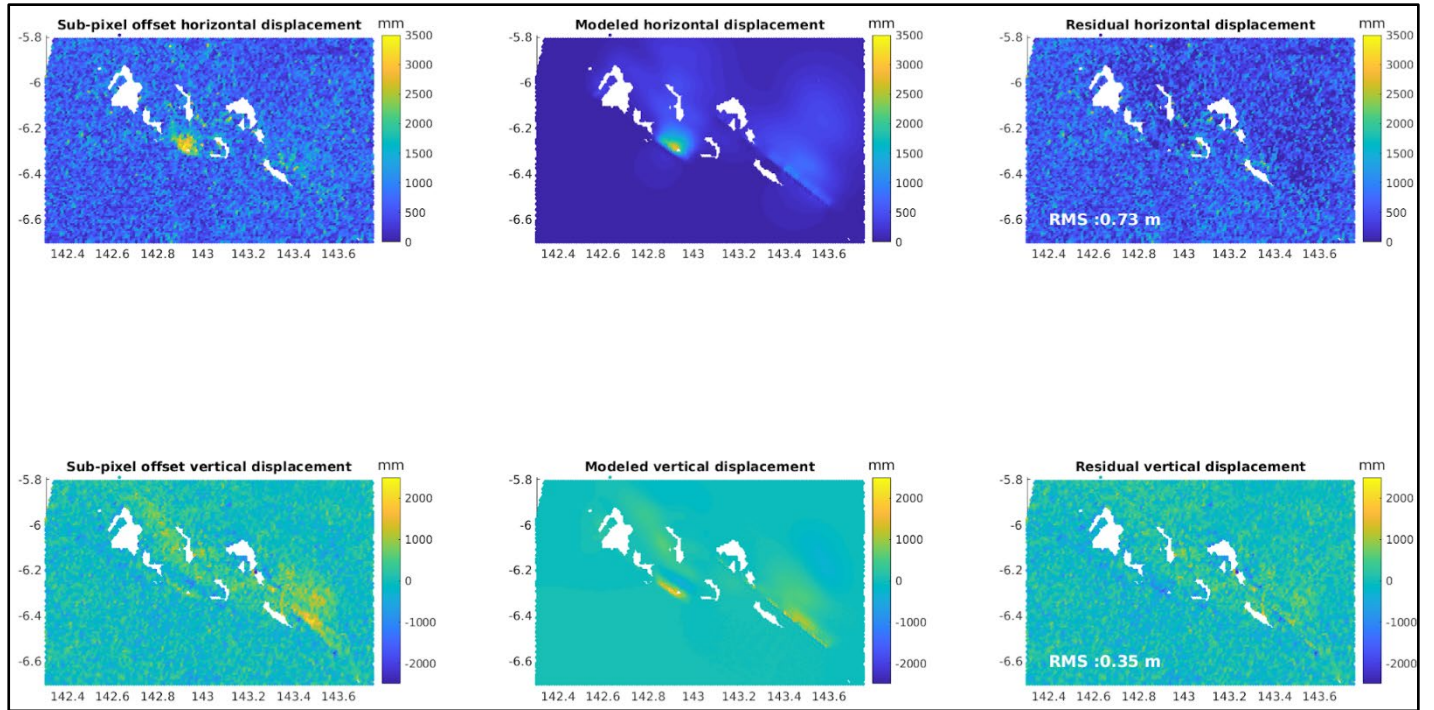 Sub-pixel offset horizontal displacement mm Modeled horizontal displacement mm Residual horizontal displacement mm
-5.8 3500 -5.8 3500 -5.8 3500
3000 3000 3000
-6 -6 -6
2500 2500 2500
-6.2 2000 -6.2 2000 -6.2 2000
1500 1500 1500
-6.4 -6.4 -6.4
1000 1000 1000
-6.6 500 -6.6 500 -6.6 RMS :0.73 m 500
0 0 0
142.4 142.6 142.8 143 143.2 143.4 143.6 142.4 142.6 142.8 143 143.2 143.4 143.6 142.4 142.6 142.8 143 143.2 143.4 143.6
Sub-pixel offset vertical displacement mm Modeled vertical displacement mm Residual vertical displacement mm
-5.8 -5.8 -5.8
2000 2000 2000
-6 -6 -6
1000 1000 1000
-6.2 0 -6.2 0 -6.2 0
-6.4 -1000 -6.4 -1000 -6.4 -1000
-6.6 -2000 -6.6 -2000 -6.6 RMS :0.35 m -2000
142.4 142.6 142.8 143 143.2 143.4 143.6 142.4 142.6 142.8 143 143.2 143.4 143.6 142.4 142.6 142.8 143 143.2 143.4 143.6